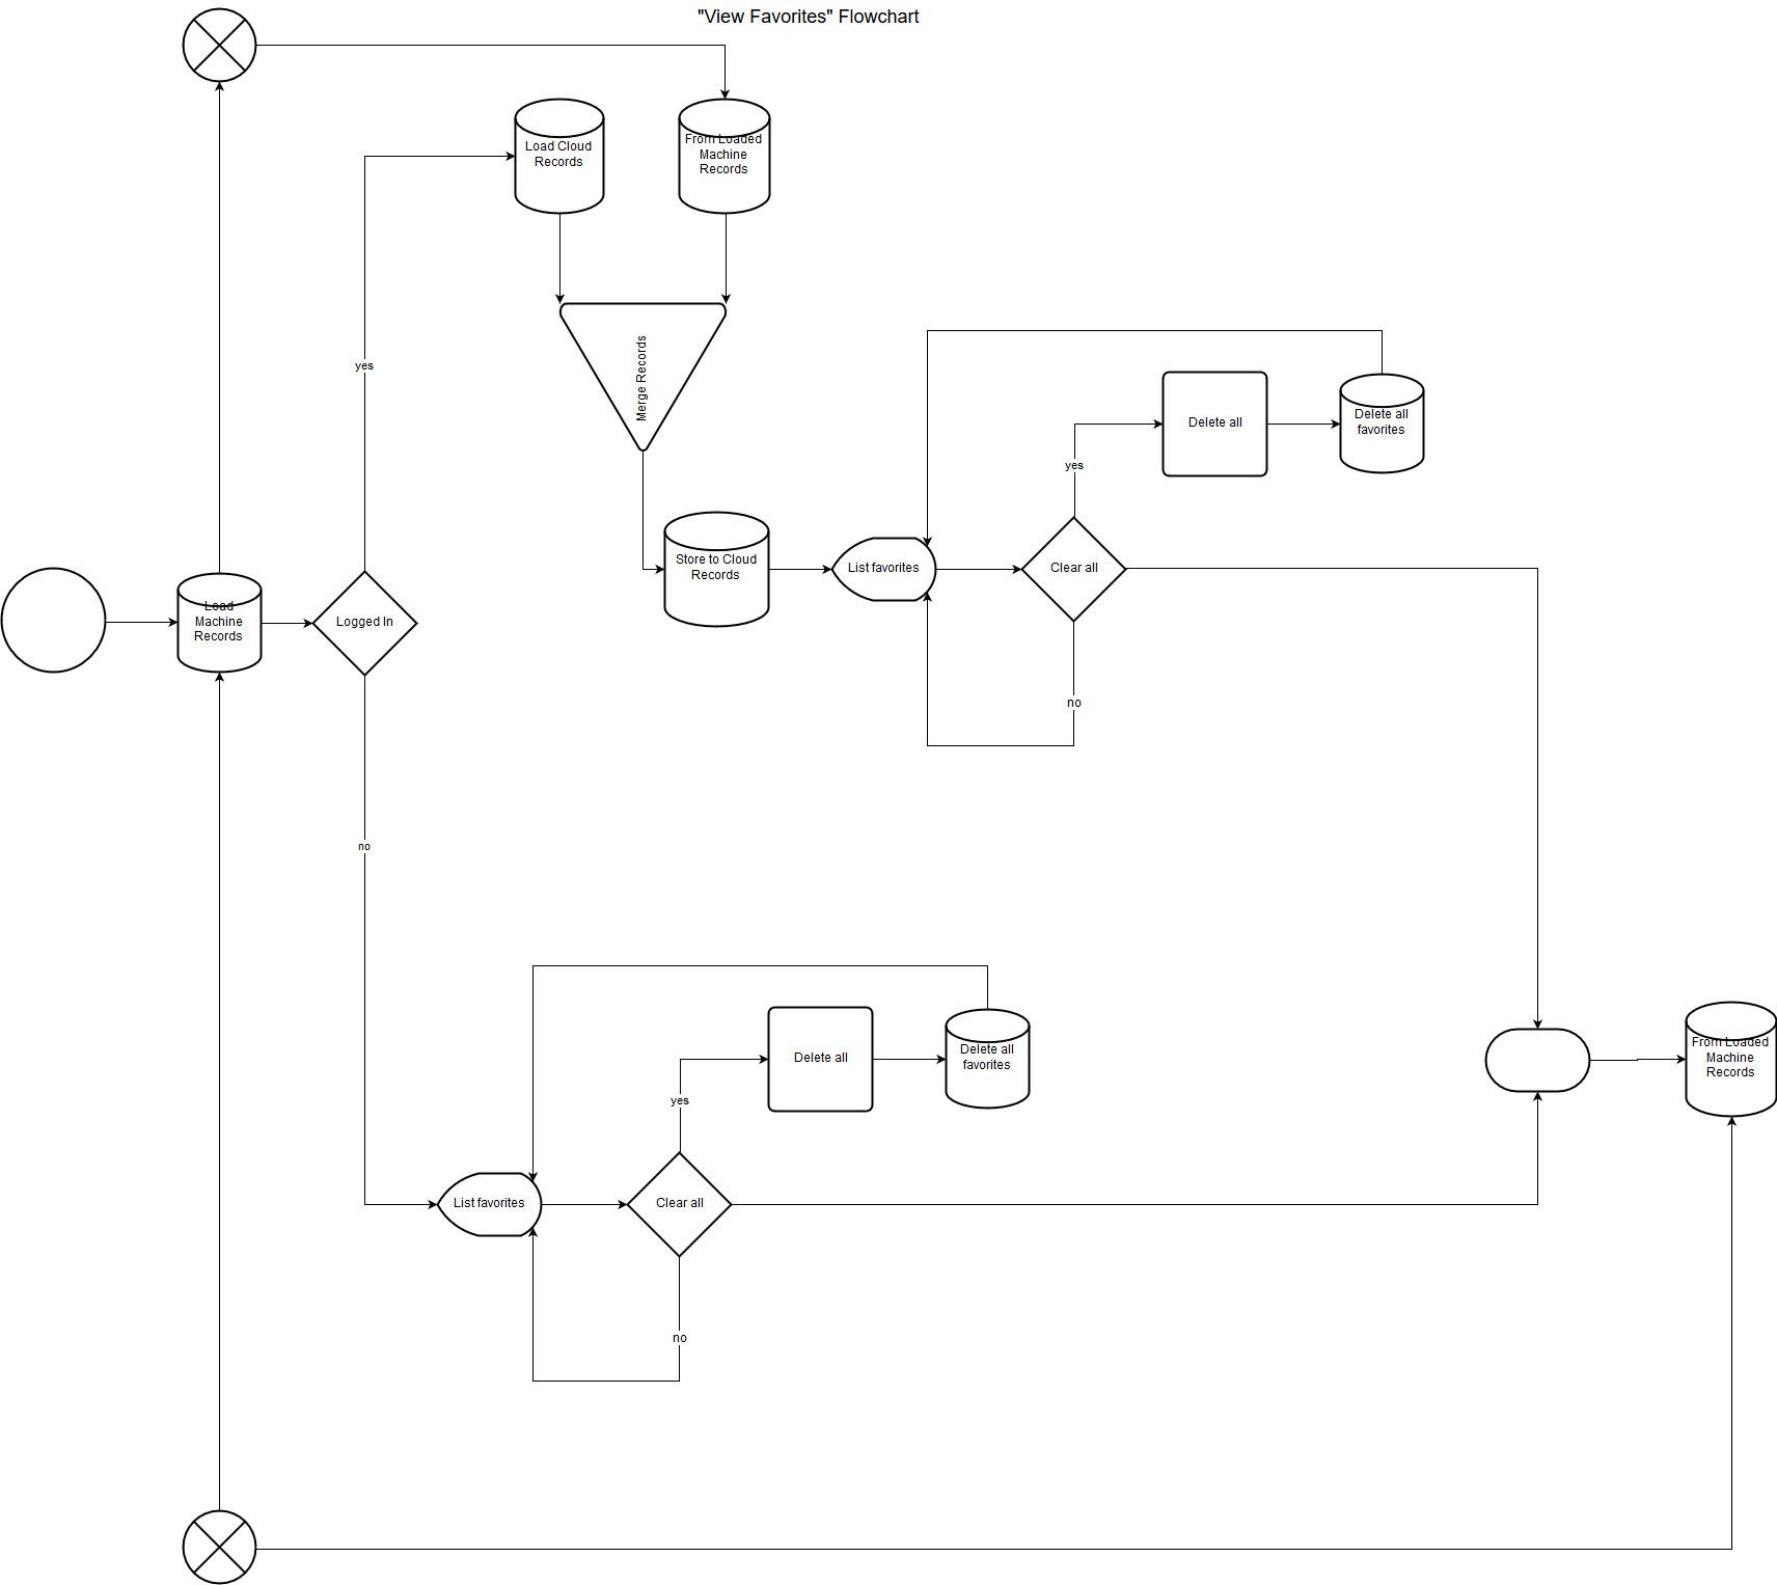 "View Favorites" Flowchart
Load Cloud
Records
From Loaded
Machine
Records
yes
Merge Records
Delete all
Delete all
favorites
yes
Store to Cloud
Records
List favorites
Clear all
Load
Machine
Records
Logged In
no
no
Delete all
Delete all
favorites
From Loaded
Machine
Records
yes
List favorites
Clear all
no